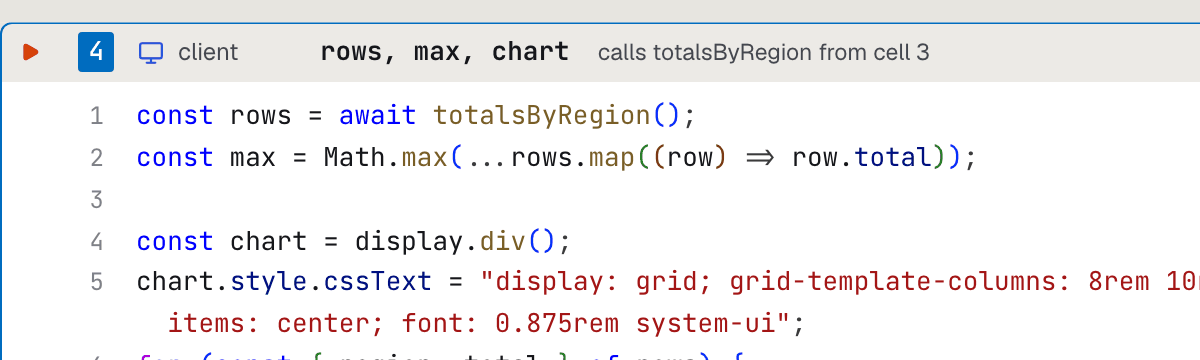 4 client rows, max, chart calls totalsByRegion from cell 3
1 const rows = await totalsByRegion();
2 const max = Math.max(...rows.map((row) => row.total));
3
4 const chart = display.div();
5 chart.style.cssText = "display: grid; grid-template-columns: 8rem
items: center; font: 0.875rem system-ui";